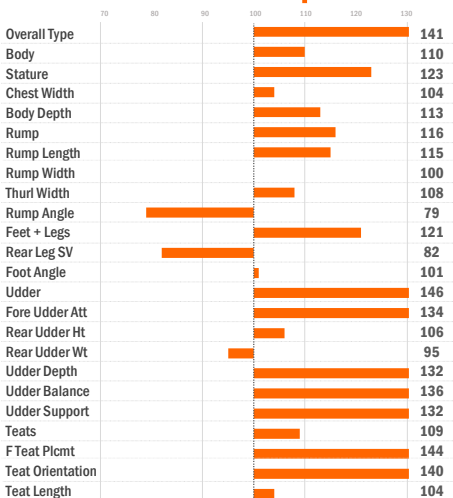 70 80 90 100 110 120 130
Overall Type 141
Body 110
Stature 123
Chest Width 104
Body Depth 113
Rump 116
Rump Length 115
Rump Width 100
Thurl Width 108
Rump Angle 79
Feet + Legs 121
Rear Leg SV 82
Foot Angle 101
Udder 146
Fore Udder Att 134
Rear Udder Ht 106
Rear Udder Wt 95
Udder Depth 132
Udder Balance 136
Udder Support 132
Teats 109
F Teat Plcmt 144
Teat Orientation 140
Teat Length 104